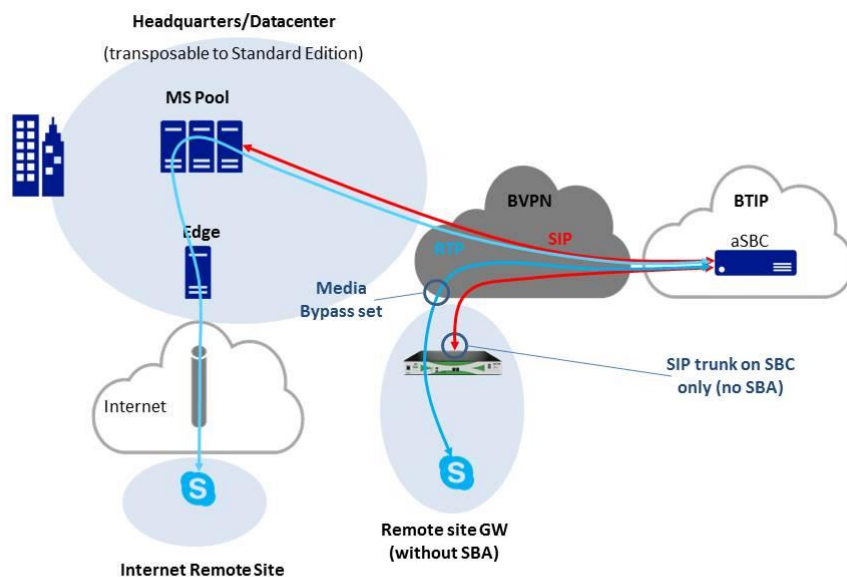 Headquarters/Datacenter
(transposable to Standard Edition)
MS Pool
BVPN
BTIP
aSBC
SIP
RTP
Edge
Media
Bypass set
SIP trunk on SBC
only (no SBA)
Internet
S
S
Remote site GW
(without SBA)
Internet Remote Site